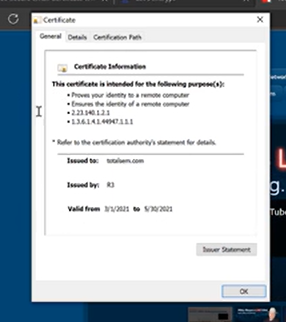 Certificate
General Details Certification Path
Certificate Information
This certificate is intended for the following purpose(s):
• Proves your identity to a remote computer
• Ensures the identity of a remote computer
• 2.23.140.1.2.1
• 1.3.6.1.4.1.44947.1.1.1
* Refer to the certification authority's statement for details.
Issued to: totalsem.com
Issued by: R3
Valid from 3/1/2021 to 5/30/2021
Issuer Statement
OK